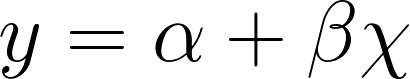 y = α + βχ